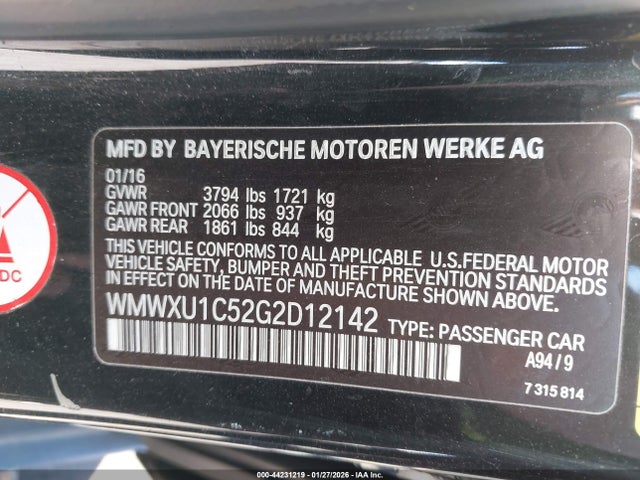 MFD BY BAYERISCHE MOTOREN WERKE AG
01/16
GVWR 3794 lbs 1721 kg
GAWR FRONT 2066 lbs 937 kg
GAWR REAR 1861 lbs 844 kg
THIS VEHICLE CONFORMS TO ALL APPLICABLE U.S.FEDERAL MOTOR
VEHICLE SAFETY, BUMPER AND THEFT PREVENTION STANDARDS
IN EFFECT ON THE DATE OF MANUFACTURE SHOWN ABOVE.
WMWXU1C52G2D12142 TYPE: PASSENGER CAR
A94/9
7315814
DC
000-44231219 | 01/27/2026 - IAA Inc.